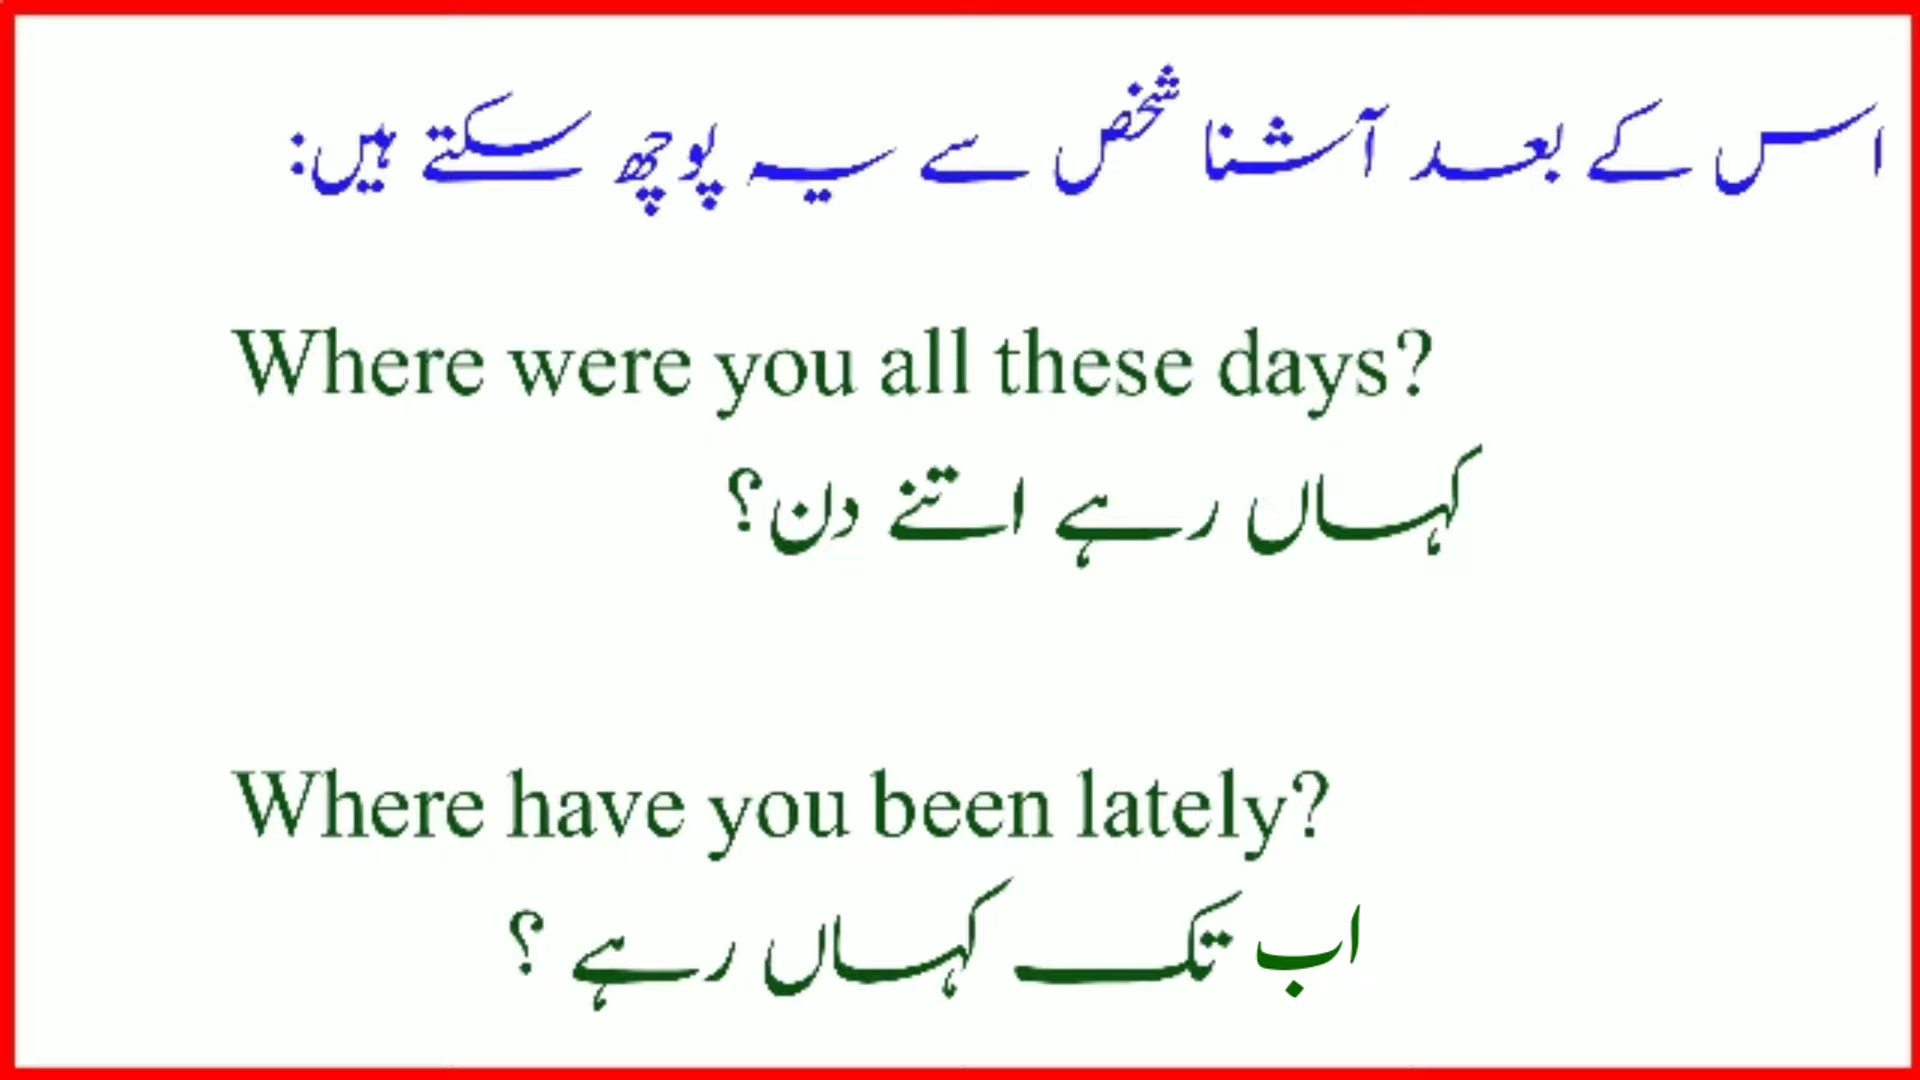 اس کے بعد آشنا شخص سے یہ پوچھ سکتے ہیں:
Where were you all these days?
کہاں رہے اتنے دن؟
Where have you been lately?
اب تک کہاں رہے ؟